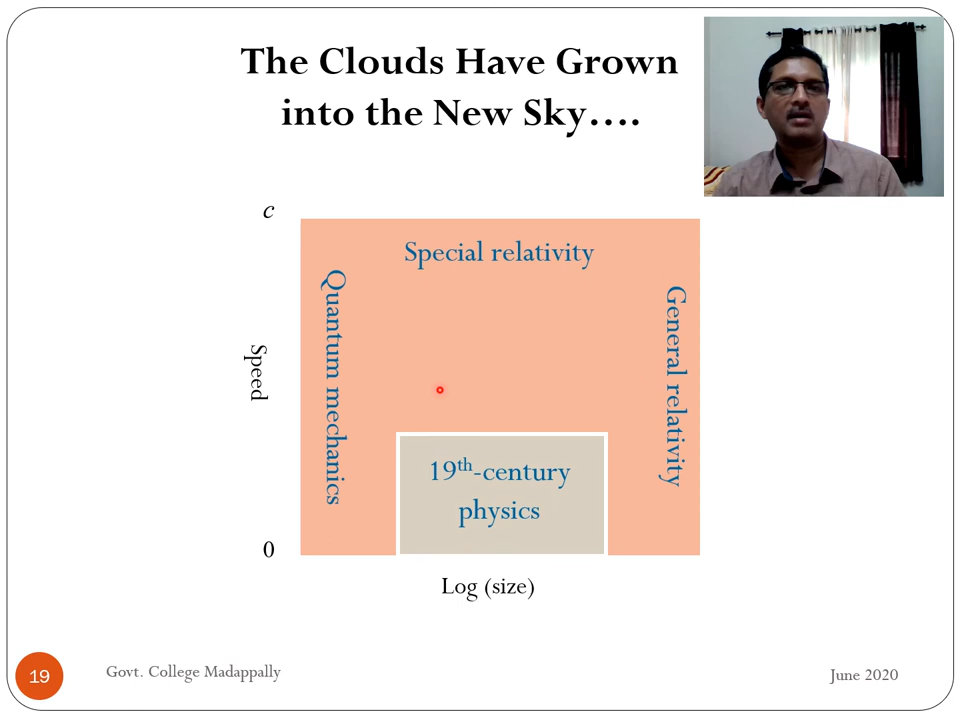 The Clouds Have Grown
into the New Sky….
c
Special relativity
Quantum mechanics
General relativity
Speed
19th-century
physics
0
Log (size)
19
Govt. College Madappally
June 2020